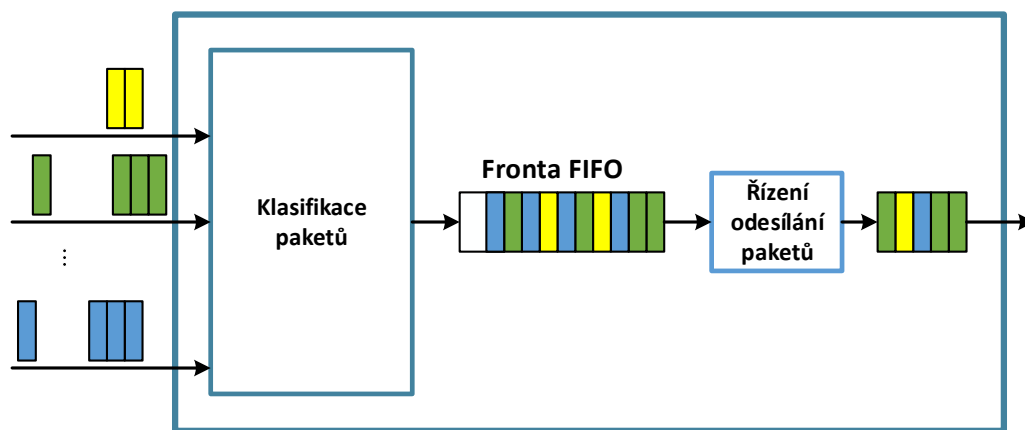 Klasifikace
paketů
Fronta FIFO
Řízení
odesílání
paketů
...